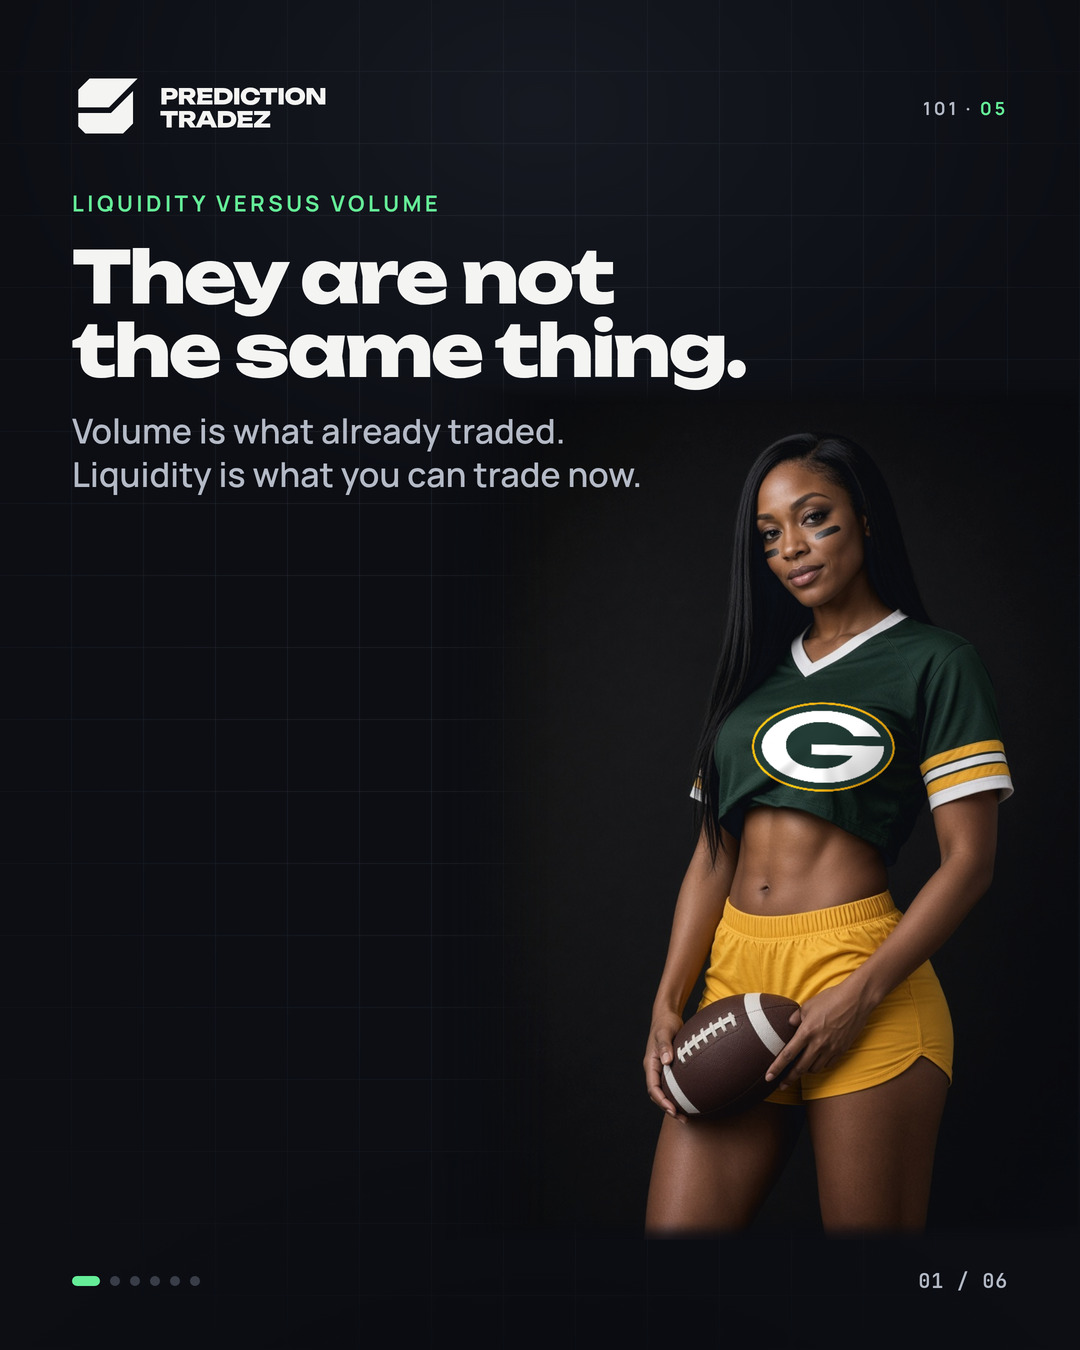 PREDICTION
TRADEZ
101 · 05
LIQUIDITY VERSUS VOLUME
They are not
the same thing.
Volume is what already traded.
Liquidity is what you can trade now.
G
01 / 06